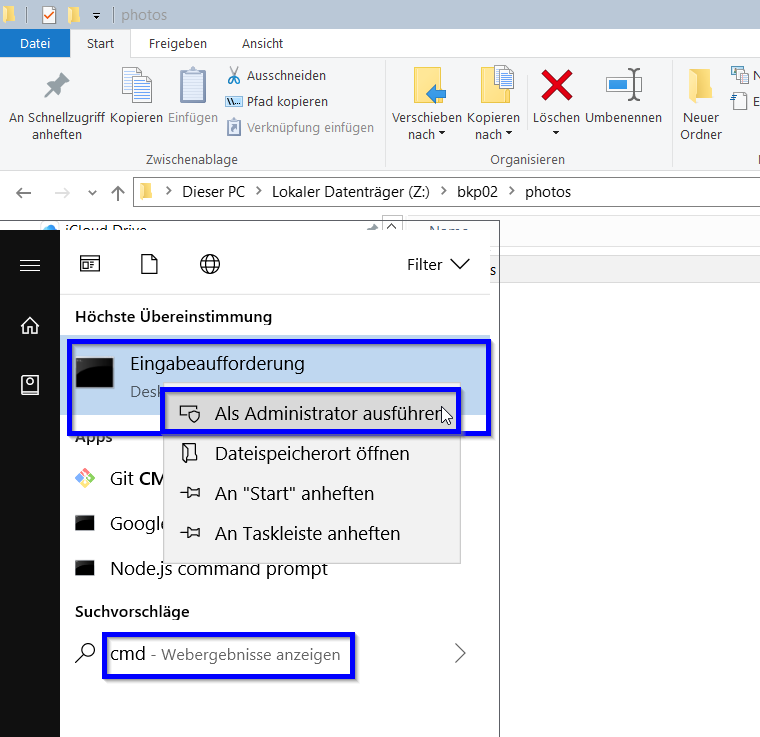 photos
Datei Start Freigeben Ansicht
An Schnellzugriff anheften
Kopieren
Einfügen
Ausschneiden
Pfad kopieren
Verknüpfung einfügen
Zwischenablage
Verschieben nach
Kopieren nach
Löschen
Umbenennen
Organisieren
Neuer Ordner
Dieser PC > Lokaler Datenträger (Z:) > bkp02 > photos
iCloud Drive
Name
Filter
Höchste Übereinstimmung
Eingabeaufforderung
Als Administrator ausführen
Dateispeicherort öffnen
An "Start" anheften
An Taskleiste anheften
Apps
Git CM
Google
Node.js command prompt
Suchvorschläge
cmd - Webergebnisse anzeigen